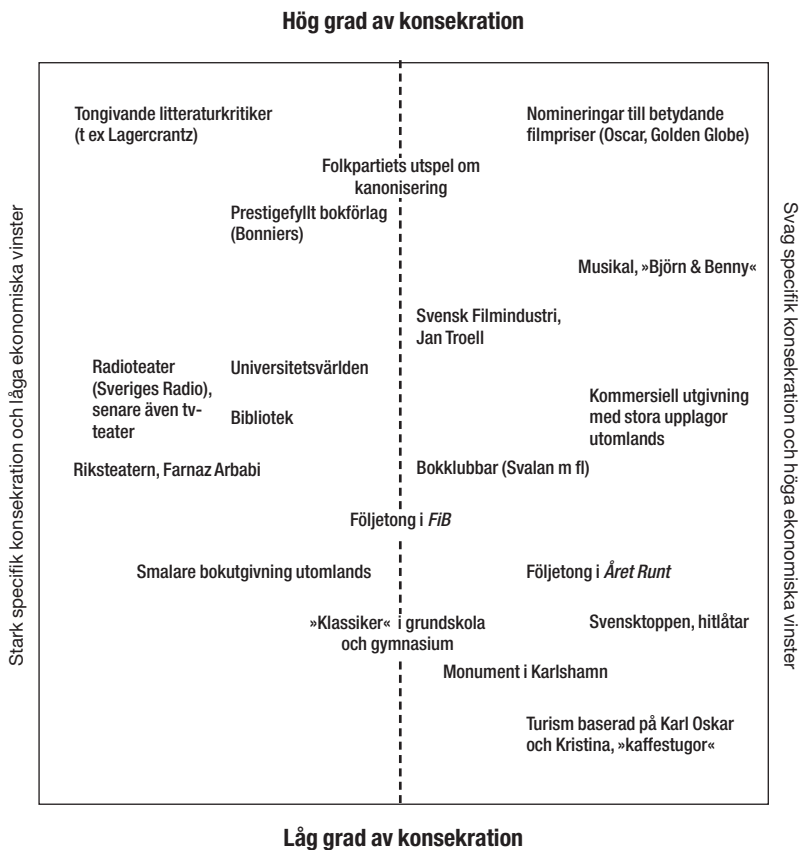 Hög grad av konsekration
Stark specifik konsekration och låga ekonomiska vinster
Svag specifik konsekration och höga ekonomiska vinster
Tongivande litteraturkritiker
(t ex Lagercrantz)
Nomineringar till betydande
filmpriser (Oscar, Golden Globe)
Folkpartiets utspel om
kanonisering
Prestigefyllt bokförlag
(Bonniers)
Musikal, »Björn & Benny«
Svensk Filmindustri,
Jan Troell
Radioteater
(Sveriges Radio),
senare även tv-
teater
Universitetsvärlden
Bibliotek
Kommersiell utgivning
med stora upplagor
utomlands
Riksteatern, Farnaz Arbabi
Bokklubbar (Svalan m fl)
Följetong i FiB
Smalare bokutgivning utomlands
Följetong i Året Runt
»Klassiker« i grundskola
och gymnasium
Svensktoppen, hitlåtar
Monument i Karlshamn
Turism baserad på Karl Oskar
och Kristina, »kaffestugor«
Låg grad av konsekration